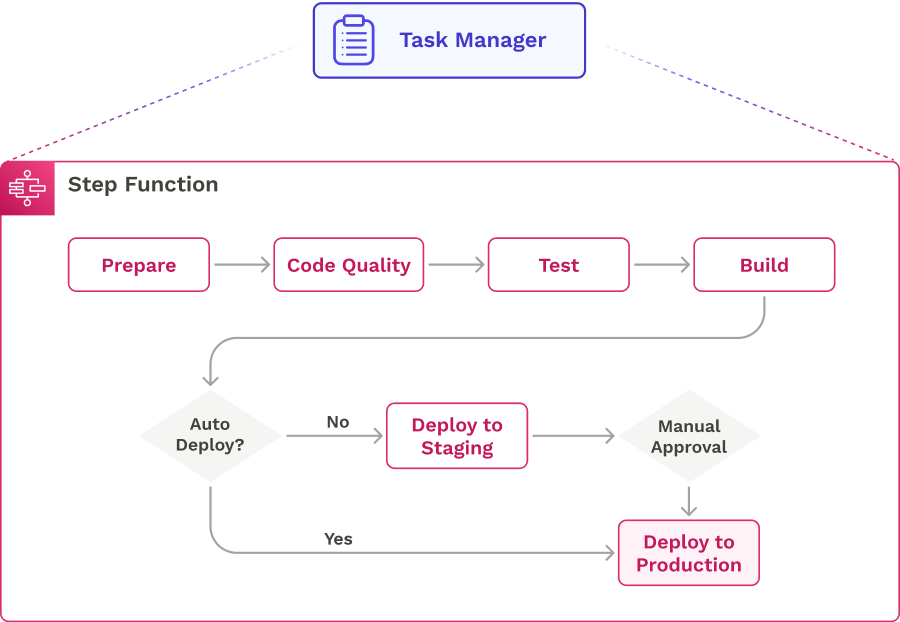 Task Manager
Step Function
Prepare
Code Quality
Test
Build
Auto
Deploy?
No
Deploy to
Staging
Manual
Approval
Yes
Deploy to
Production